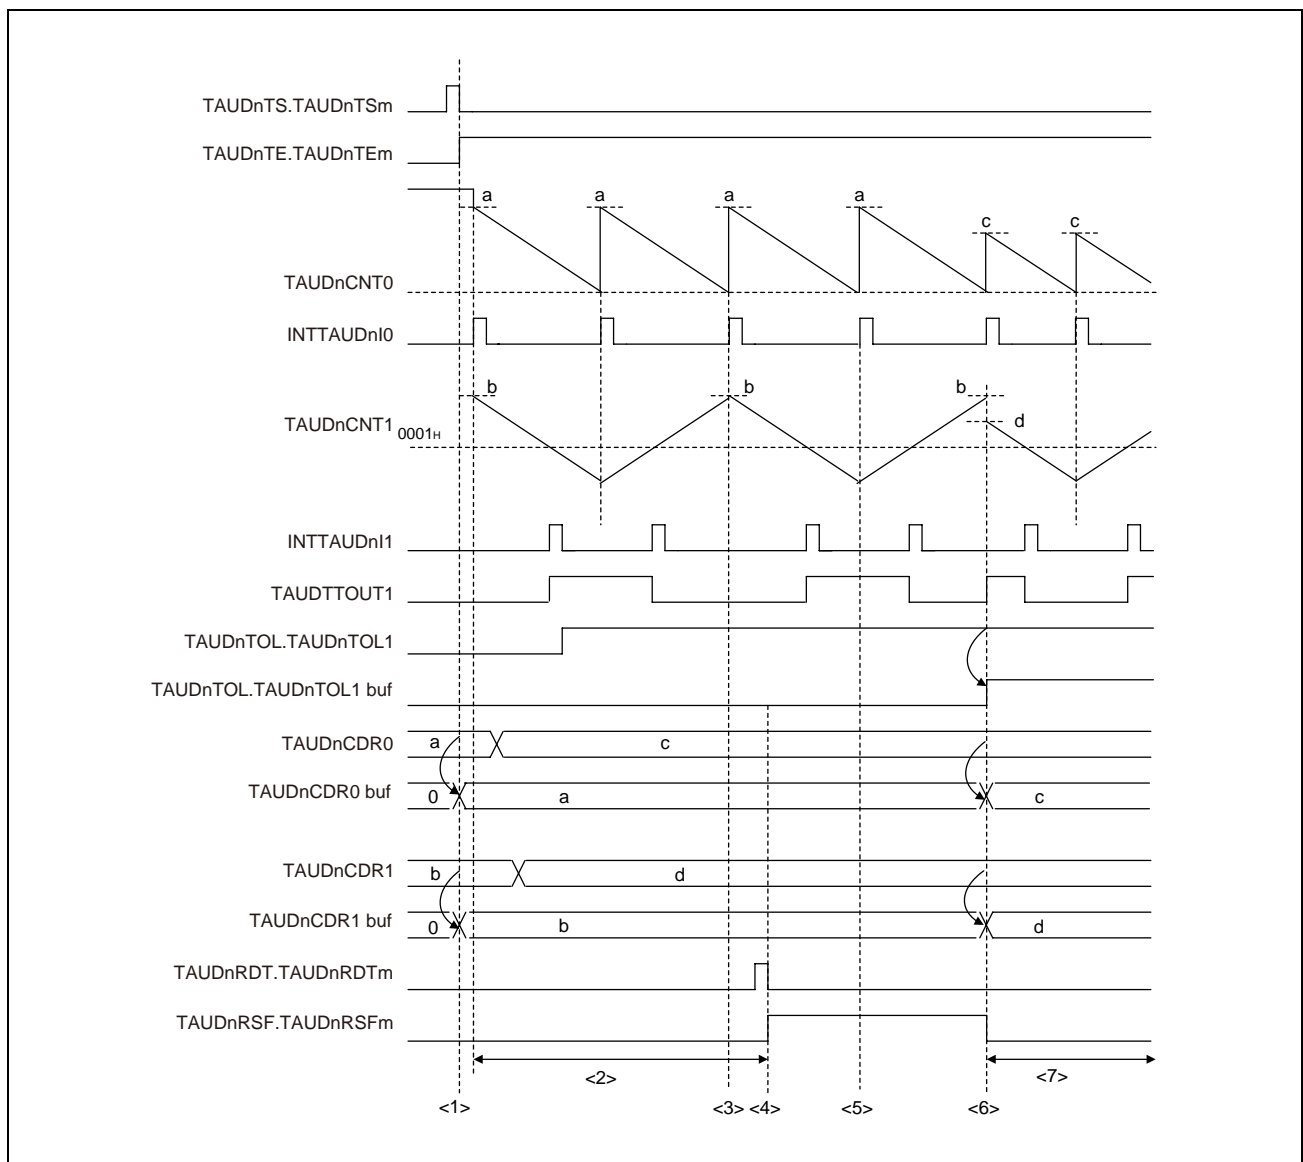 TAUDnTS.TAUDnTSm
TAUDnTE.TAUDnTEm
a a a a
c c
TAUDnCNT0
INTTAUDnI0
b b b
d
TAUDnCNT1
0001H
INTTAUDnI1
TAUDTTOUT1
TAUDnTOL.TAUDnTOL1
TAUDnTOL.TAUDnTOL1 buf
TAUDnCDR0 a c
TAUDnCDR0 buf 0 a c
TAUDnCDR1 b d
TAUDnCDR1 buf 0 b d
TAUDnRDT.TAUDnRDTm
TAUDnRSF.TAUDnRSFm
<2> <7>
<1> <3> <4> <5> <6>